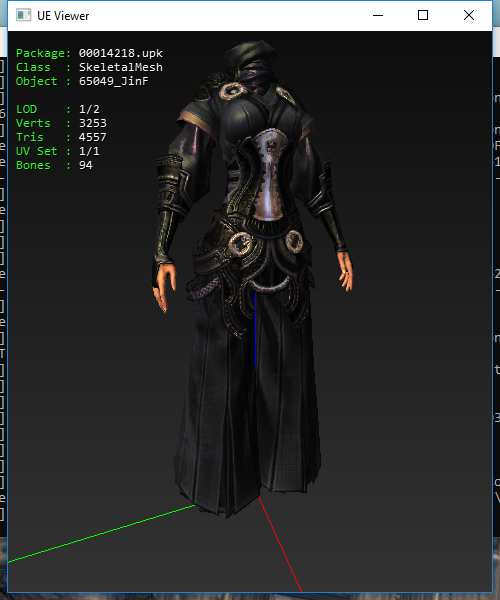 UE Viewer
Package: 00014218.upk
Class : SkeletalMesh
Object : 65049_JinF
LOD : 1/2
Verts : 3253
Tris : 4557
UV Set : 1/1
Bones : 94